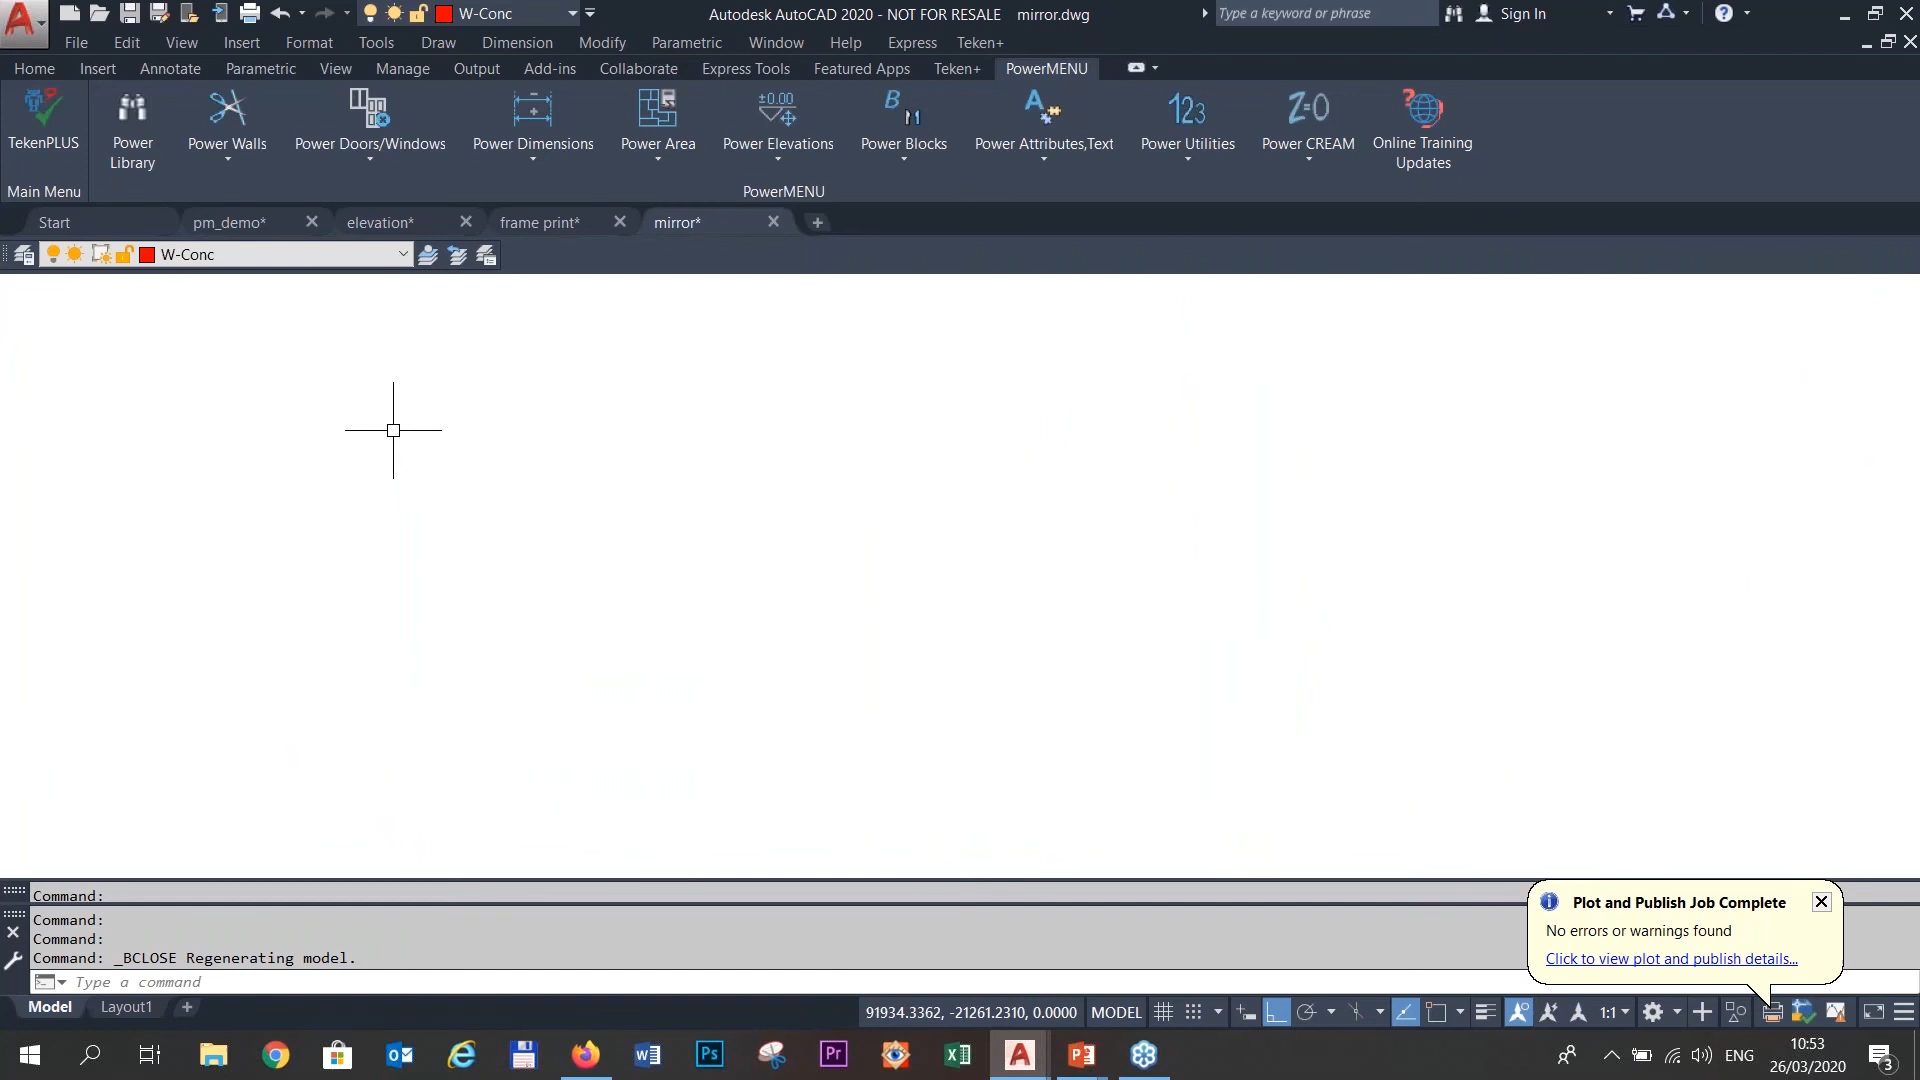 W-Conc
Autodesk AutoCAD 2020 - NOT FOR RESALE mirror.dwg
Type a keyword or phrase
Sign In
File Edit View Insert Format Tools Draw Dimension Modify Parametric Window Help Express Teken+
Home Insert Annotate Parametric View Manage Output Add-ins Collaborate Express Tools Featured Apps Teken+ PowerMENU
TekenPLUS
Power Library
Power Walls
Power Doors/Windows
Power Dimensions
Power Area
±0.00
Power Elevations
Power Blocks
Power Attributes,Text
123
Power Utilities
Z=0
Power CREAM
Online Training Updates
Main Menu
PowerMENU
Start pm_demo* elevation* frame print* mirror*
W-Conc
Command:
Command:
Command:
Command: _BCLOSE Regenerating model.
Type a command
Plot and Publish Job Complete
No errors or warnings found
Click to view plot and publish details...
Model Layout1
91934.3362, -21261.2310, 0.0000 MODEL 1:1
ENG
10:53
26/03/2020
3